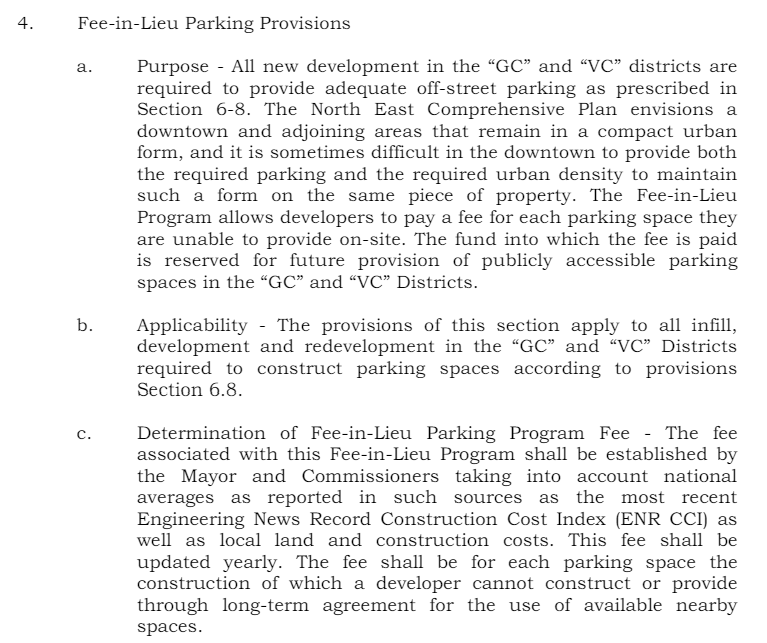 4. Fee-in-Lieu Parking Provisions
a. Purpose - All new development in the “GC” and “VC” districts are
required to provide adequate off-street parking as prescribed in
Section 6-8. The North East Comprehensive Plan envisions a
downtown and adjoining areas that remain in a compact urban
form, and it is sometimes difficult in the downtown to provide both
the required parking and the required urban density to maintain
such a form on the same piece of property. The Fee-in-Lieu
Program allows developers to pay a fee for each parking space they
are unable to provide on-site. The fund into which the fee is paid
is reserved for future provision of publicly accessible parking
spaces in the “GC” and “VC” Districts.
b. Applicability - The provisions of this section apply to all infill,
development and redevelopment in the “GC” and “VC” Districts
required to construct parking spaces according to provisions
Section 6.8.
c. Determination of Fee-in-Lieu Parking Program Fee - The fee
associated with this Fee-in-Lieu Program shall be established by
the Mayor and Commissioners taking into account national
averages as reported in such sources as the most recent
Engineering News Record Construction Cost Index (ENR CCI) as
well as local land and construction costs. This fee shall be
updated yearly. The fee shall be for each parking space the
construction of which a developer cannot construct or provide
through long-term agreement for the use of available nearby
spaces.